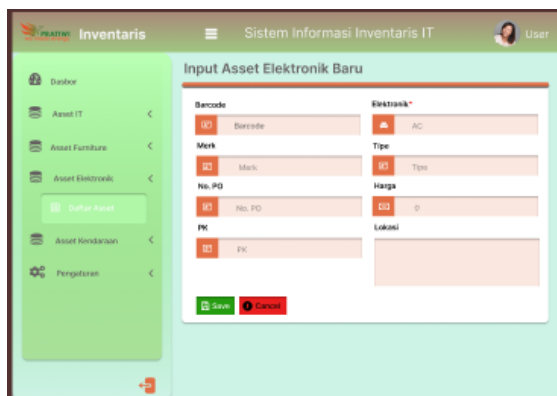 PRATIWI Inventaris
Sistem Informasi Inventaris IT
User
Dasbor
Asset IT
Asset Furniture
Asset Elektronik
Daftar Asset
Asset Kendaraan
Pengaturan
Input Asset Elektronik Baru
Barcode
Barcode
Elektronik*
AC
Merk
Merk
Tipe
Tipe
No. PO
No. PO
Harga
0
PK
PK
Lokasi
Save
Cancel